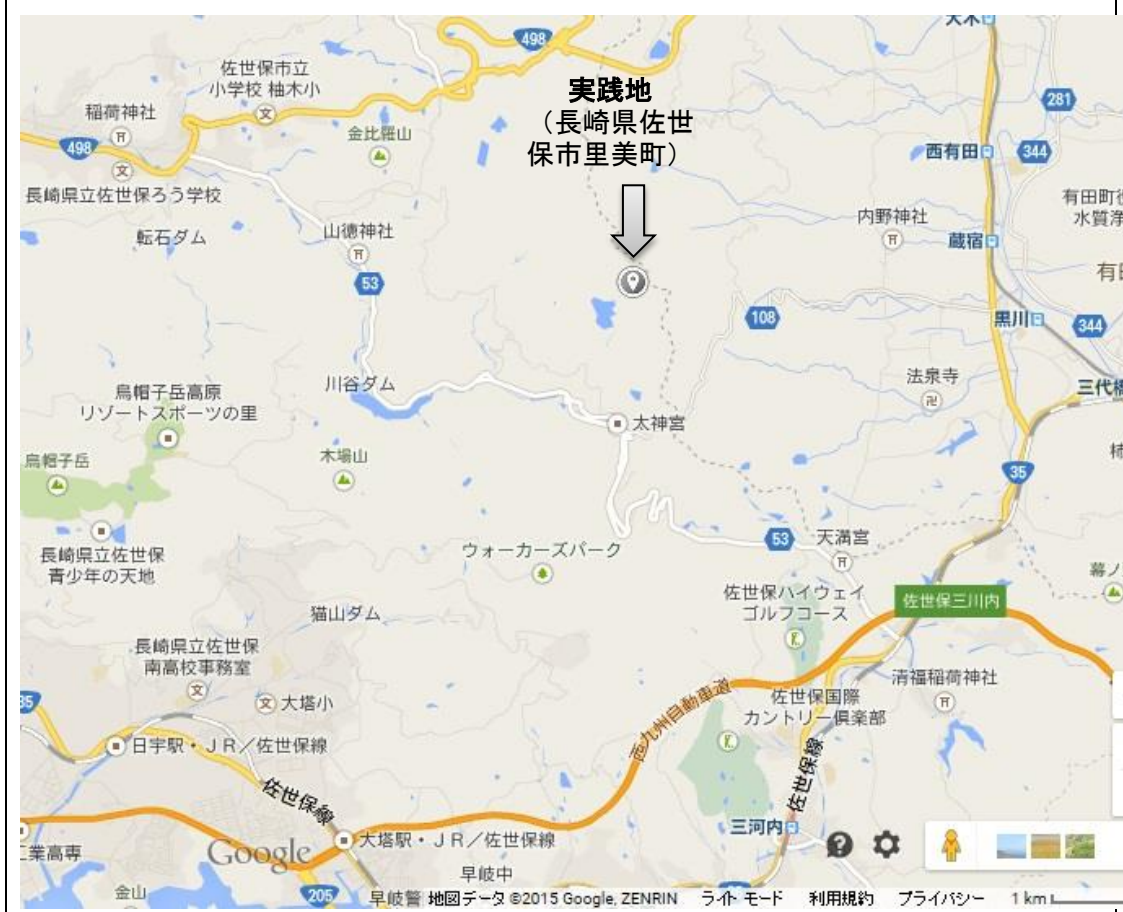 大木
498
佐世保市立
小学校 柚木小
実践地
(長崎県佐世
保市里美町)
281
稲荷神社
金比羅山
498
西有田
344
長崎県立佐世保ろう学校
有田町役
水質浄
内野神社
山徳神社
転石ダム
蔵宿
有田
53
108
黒川
344
川谷ダム
法泉寺
三代橋
烏帽子岳高原
リゾートスポーツの里
太神宮
柿
烏帽子岳
木場山
35
長崎県立佐世保
青少年の天地
ウォーカーズパーク
53
天満宮
幕ノ
佐世保ハイウェイ
ゴルフコース
佐世保三川内
猫山ダム
長崎県立佐世保
南高校事務室
清福稲荷神社
西九州自動車道
佐世保国際
カントリー倶楽部
35
大塔小
日宇駅・JR/佐世保線
佐世保線
佐世保線
三河内
大塔駅・JR/佐世保線
工業高専
Google
早岐中
金山
205
早岐警
地図データ ©2015 Google, ZENRIN ライト モード 利用規約 プライバシー 1 km